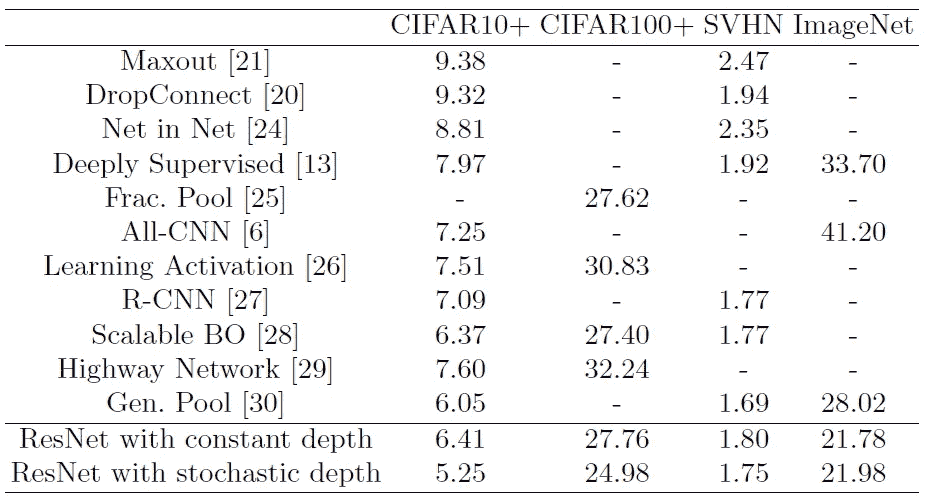 CIFAR10+ CIFAR100+ SVHN ImageNet
Maxout [21] 9.38 - 2.47 -
DropConnect [20] 9.32 - 1.94 -
Net in Net [24] 8.81 - 2.35 -
Deeply Supervised [13] 7.97 - 1.92 33.70
Frac. Pool [25] - 27.62 - -
All-CNN [6] 7.25 - - 41.20
Learning Activation [26] 7.51 30.83 - -
R-CNN [27] 7.09 - 1.77 -
Scalable BO [28] 6.37 27.40 1.77 -
Highway Network [29] 7.60 32.24 - -
Gen. Pool [30] 6.05 - 1.69 28.02
ResNet with constant depth 6.41 27.76 1.80 21.78
ResNet with stochastic depth 5.25 24.98 1.75 21.98